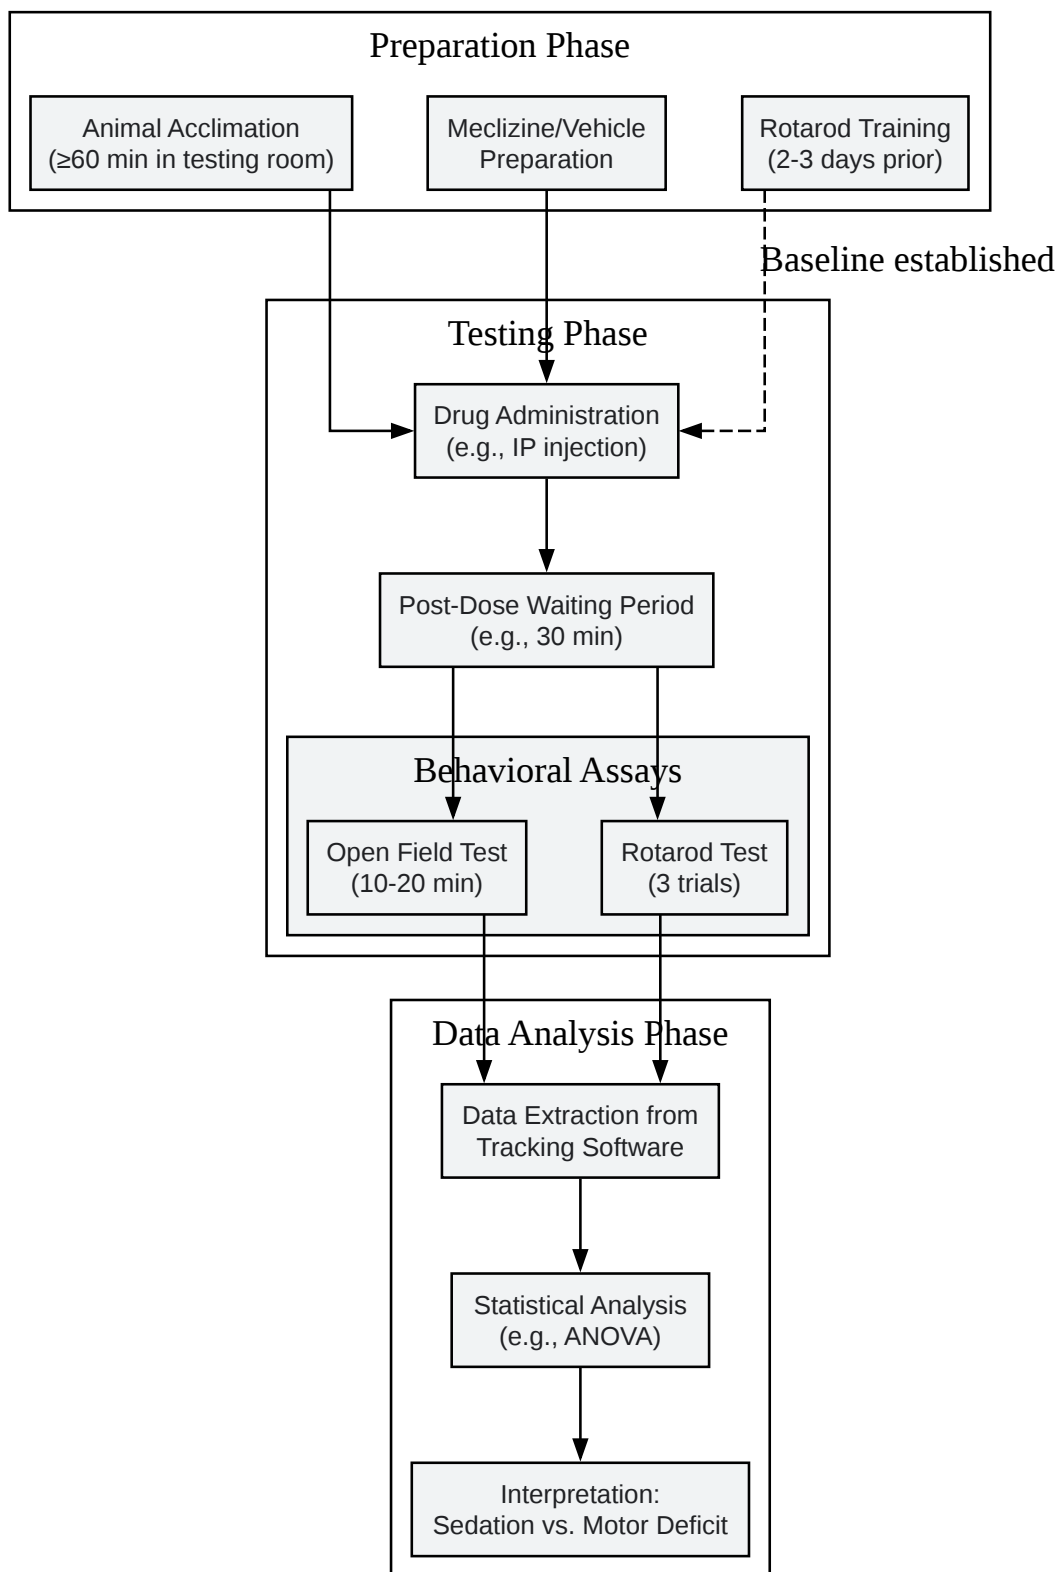 Preparation Phase
Animal Acclimation
(≥60 min in testing room)
Meclizine/Vehicle
Preparation
Rotarod Training
(2-3 days prior)
Baseline established
Testing Phase
Drug Administration
(e.g., IP injection)
Post-Dose Waiting Period
(e.g., 30 min)
Behavioral Assays
Open Field Test
(10-20 min)
Rotarod Test
(3 trials)
Data Analysis Phase
Data Extraction from
Tracking Software
Statistical Analysis
(e.g., ANOVA)
Interpretation:
Sedation vs. Motor Deficit